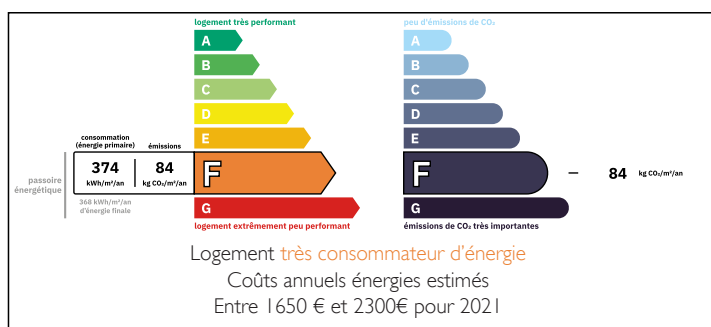 logement très performant
A
B
C
D
E
F
G
logement extrêmement peu performant
consommation
(énergie primaire)
émissions
374
kWh/m²/an
84
kg CO₂/m²/an
passoire
énergétique
368 kWh/m²/an
d'énergie finale
peu d'émissions de CO₂
A
B
C
D
E
F
G
émissions de CO₂ très importantes
84 kg CO₂/m²/an
Logement très consommateur d'énergie
Coûts annuels énergies estimés
Entre 1650 € et 2300€ pour 2021